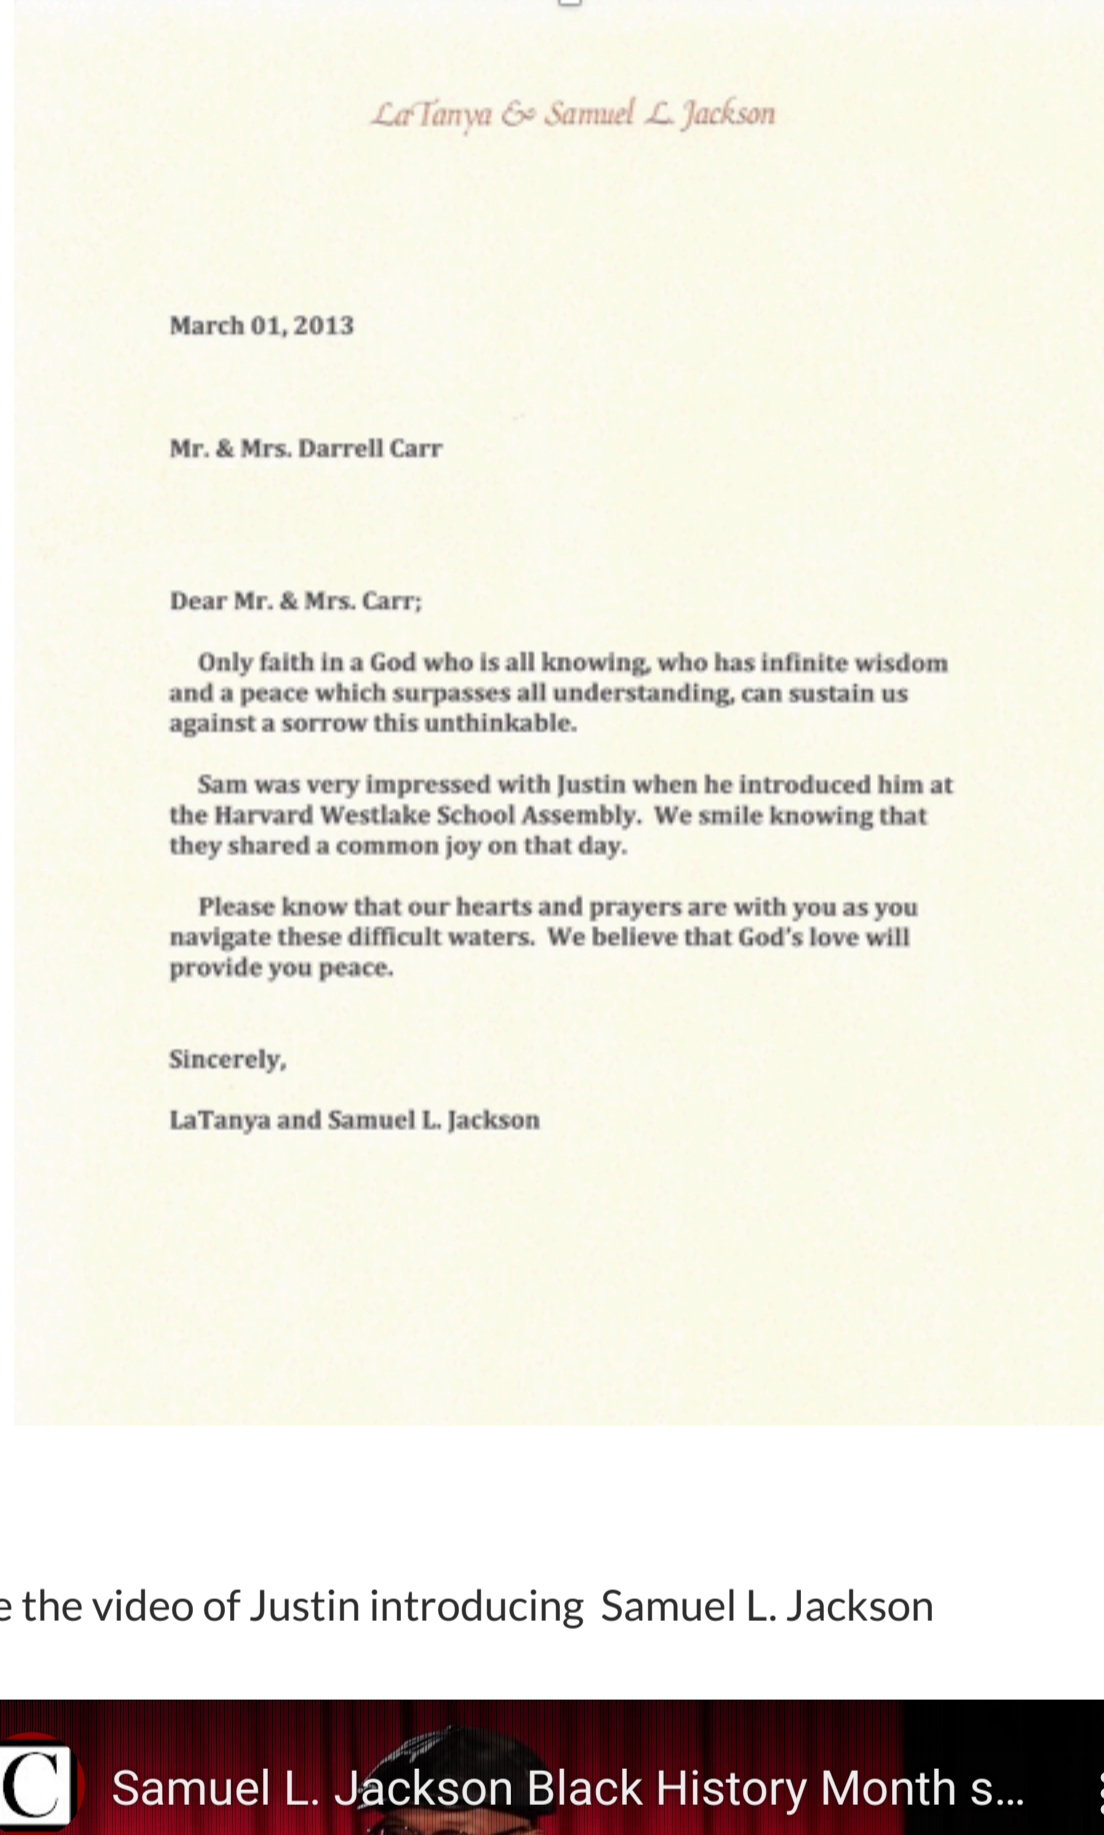 LaTanya & Samuel L. Jackson
March 01, 2013
Mr. & Mrs. Darrell Carr
Dear Mr. & Mrs. Carr;
Only faith in a God who is all knowing, who has infinite wisdom
and a peace which surpasses all understanding, can sustain us
against a sorrow this unthinkable.
Sam was very impressed with Justin when he introduced him at
the Harvard Westlake School Assembly. We smile knowing that
they shared a common joy on that day.
Please know that our hearts and prayers are with you as you
navigate these difficult waters. We believe that God's love will
provide you peace.
Sincerely,
LaTanya and Samuel L. Jackson
e the video of Justin introducing Samuel L. Jackson
C
Samuel L. Jackson Black History Month s...